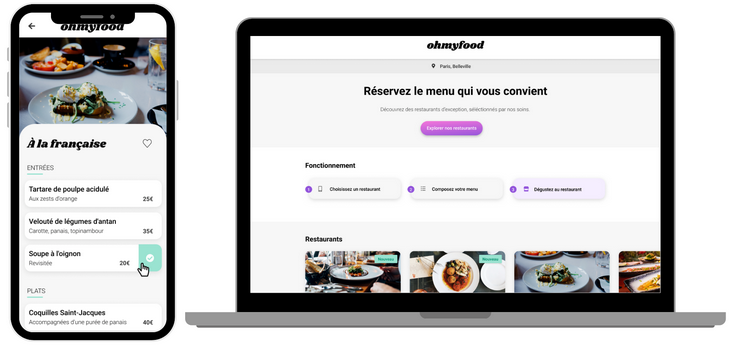 ohmyfood
À la française
ENTRÉES
Tartare de poulpe acidulé
Aux zests d'orange 25€
Velouté de légumes d'antan
Carotte, panais, topinambour 35€
Soupe à l'oignon
Revisitée 20€
PLATS
Coquilles Saint-Jacques
Accompagnées d'une purée de panais 40€
ohmyfood
Paris, Belleville
Réservez le menu qui vous convient
Découvrez des restaurants d'exception, séléctionnés par nos soins.
Explorer nos restaurants
Fonctionnement
1 Choisissez un restaurant
2 Composez votre menu
3 Dégustez au restaurant
Restaurants
Nouveau
Nouveau